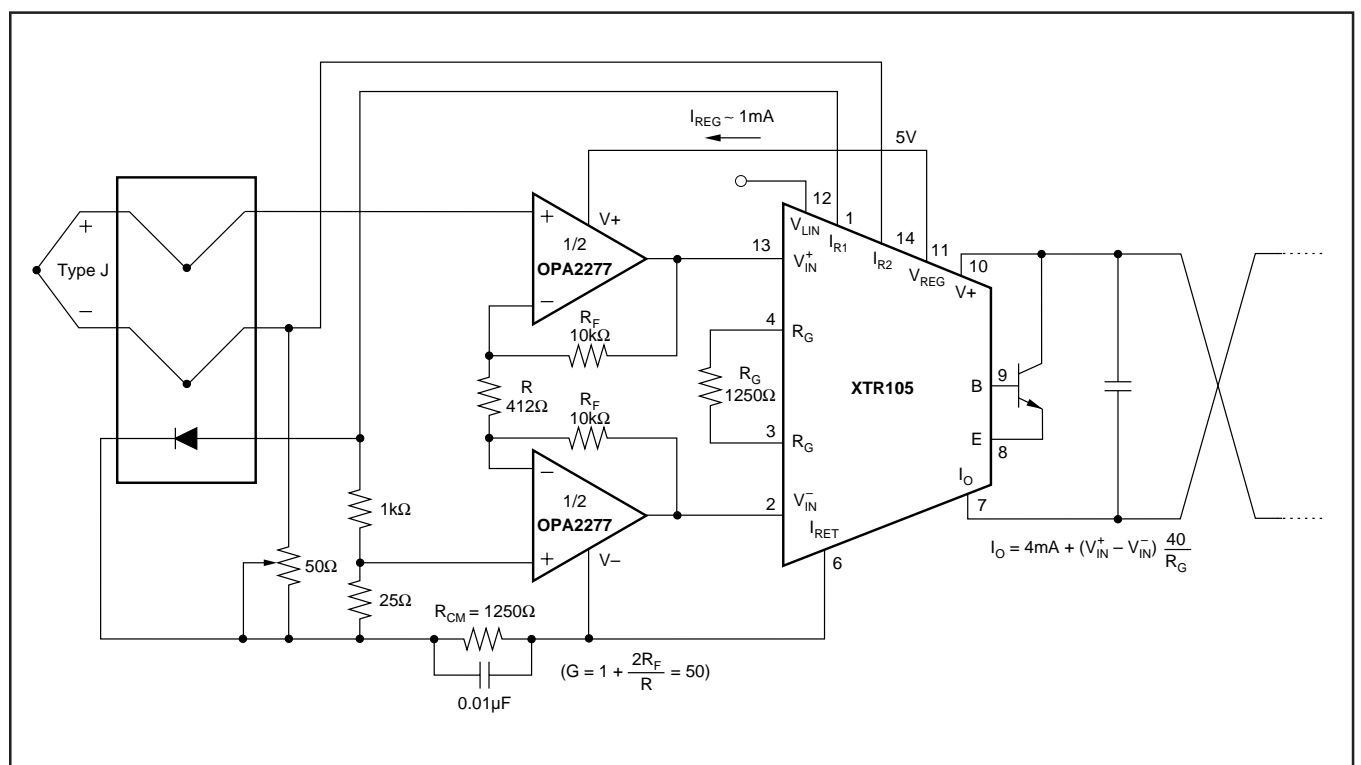 I_REG ~ 1mA
5V
Type J
+
–
+
V+
1/2
OPA2277
–
R_F
10kΩ
R
412Ω
R_F
10kΩ
–
1/2
OPA2277
+
V–
1kΩ
25Ω
50Ω
R_CM = 1250Ω
0.01µF
(G = 1 + 2R_F / R = 50)
12
V_LIN
1
I_R1
14
I_R2
11
V_REG
10
V+
13
V_IN^+
4
R_G
R_G
1250Ω
3
R_G
XTR105
B
9
E
8
I_O
7
2
V_IN^–
I_RET
6
I_O = 4mA + (V_IN^+ – V_IN^–) 40 / R_G